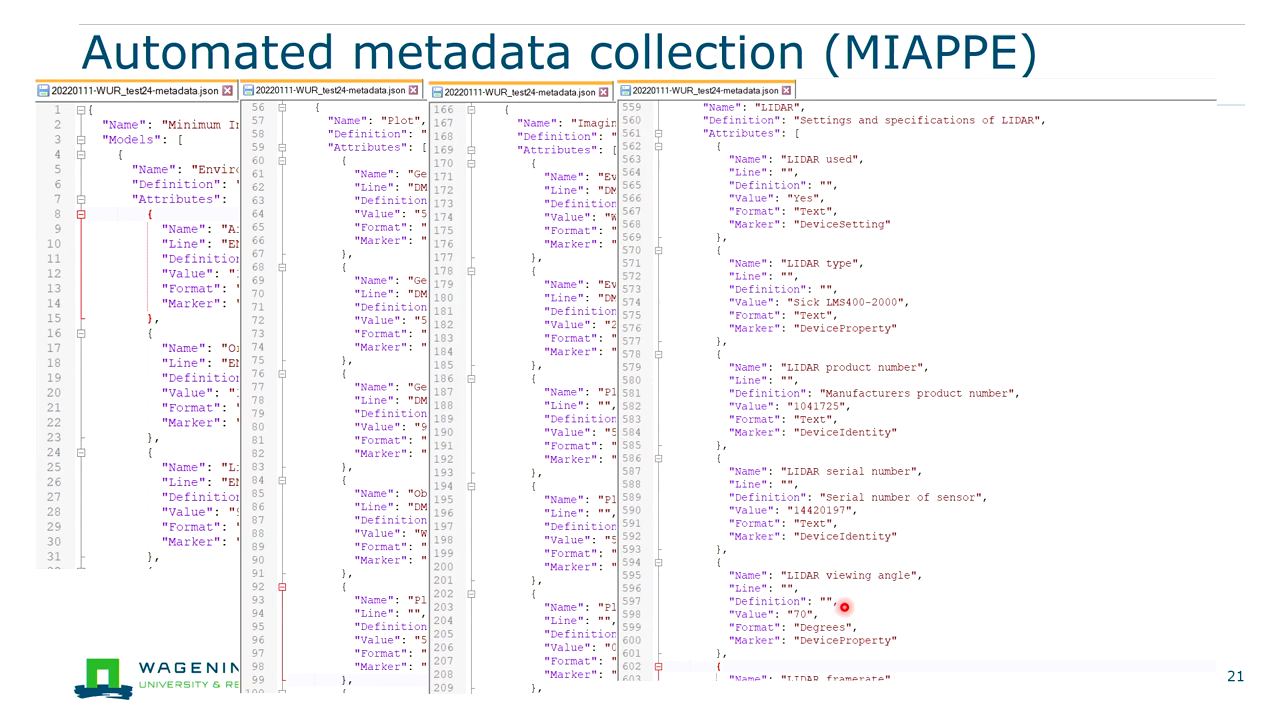 Automated metadata collection (MIAPPE)
20220111-WUR_test24-metadata.json
1 {
2 "Name": "Minimum In
3 "Models": [
4 {
5 "Name": "Enviro
6 "Definition": "
7 "Attributes":
8 {
9 "Name": "A
10 "Line": "EN
11 "Definition
12 "Value": "
13 "Format": "
14 "Marker": "
15 },
16 {
17 "Name": "O
18 "Line": "EN
19 "Definition
20 "Value": "
21 "Format": "
22 "Marker": "
23 },
24 {
25 "Name": "L
26 "Line": "EN
27 "Definition
28 "Value": "
29 "Format": "
30 "Marker": "
31 },
20220111-WUR_test24-metadata.json
56 {
57 "Name": "Plot",
58 "Definition": "
59 "Attributes": [
60 {
61 "Name": "Ge
62 "Line": "DM
63 "Definition
64 "Value": "5
65 "Format": "
66 "Marker": "
67 },
68 {
69 "Name": "Ge
70 "Line": "DM
71 "Definition
72 "Value": "5
73 "Format": "
74 "Marker": "
75 },
76 {
77 "Name": "Ge
78 "Line": "DM
79 "Definition
80 "Value": "9
81 "Format": "
82 "Marker": "
83 },
84 {
85 "Name": "Ob
86 "Line": "DM
87 "Definition
88 "Value": "W
89 "Format": "
90 "Marker": "
91 },
92 {
93 "Name": "Pl
94 "Line": "",
95 "Definition
96 "Value": "5
97 "Format": "
98 "Marker": "
99 },
20220111-WUR_test24-metadata.json
166 {
167 "Name": "Imagin
168 "Definition": "
169 "Attributes": [
170 {
171 "Name": "Ev
172 "Line": "DM
173 "Definition
174 "Value": "W
175 "Format": "
176 "Marker": "
177 },
178 {
179 "Name": "Ev
180 "Line": "DM
181 "Definition
182 "Value": "2
183 "Format": "
184 "Marker": "
185 },
186 {
187 "Name": "Pl
188 "Line": "",
189 "Definition
190 "Value": "5
191 "Format": "
192 "Marker": "
193 },
194 {
195 "Name": "Pl
196 "Line": "",
197 "Definition
198 "Value": "5
199 "Format": "
200 "Marker": "
201 },
202 {
203 "Name": "Pl
204 "Line": "",
205 "Definition
206 "Value": "0
207 "Format": "
208 "Marker": "
209 },
20220111-WUR_test24-metadata.json
559 "Name": "LIDAR",
560 "Definition": "Settings and specifications of LIDAR",
561 "Attributes": [
562 {
563 "Name": "LIDAR used",
564 "Line": "",
565 "Definition": "",
566 "Value": "Yes",
567 "Format": "Text",
568 "Marker": "DeviceSetting"
569 },
570 {
571 "Name": "LIDAR type",
572 "Line": "",
573 "Definition": "",
574 "Value": "Sick LMS400-2000",
575 "Format": "Text",
576 "Marker": "DeviceProperty"
577 },
578 {
579 "Name": "LIDAR product number",
580 "Line": "",
581 "Definition": "Manufacturers product number",
582 "Value": "1041725",
583 "Format": "Text",
584 "Marker": "DeviceIdentity"
585 },
586 {
587 "Name": "LIDAR serial number",
588 "Line": "",
589 "Definition": "Serial number of sensor",
590 "Value": "14420197",
591 "Format": "Text",
592 "Marker": "DeviceIdentity"
593 },
594 {
595 "Name": "LIDAR viewing angle",
596 "Line": "",
597 "Definition": "",
598 "Value": "70",
599 "Format": "Degrees",
600 "Marker": "DeviceProperty"
601 },
602 {
603 "Name": "LIDAR framerate"
WAGENIN
UNIVERSITY & RE
21